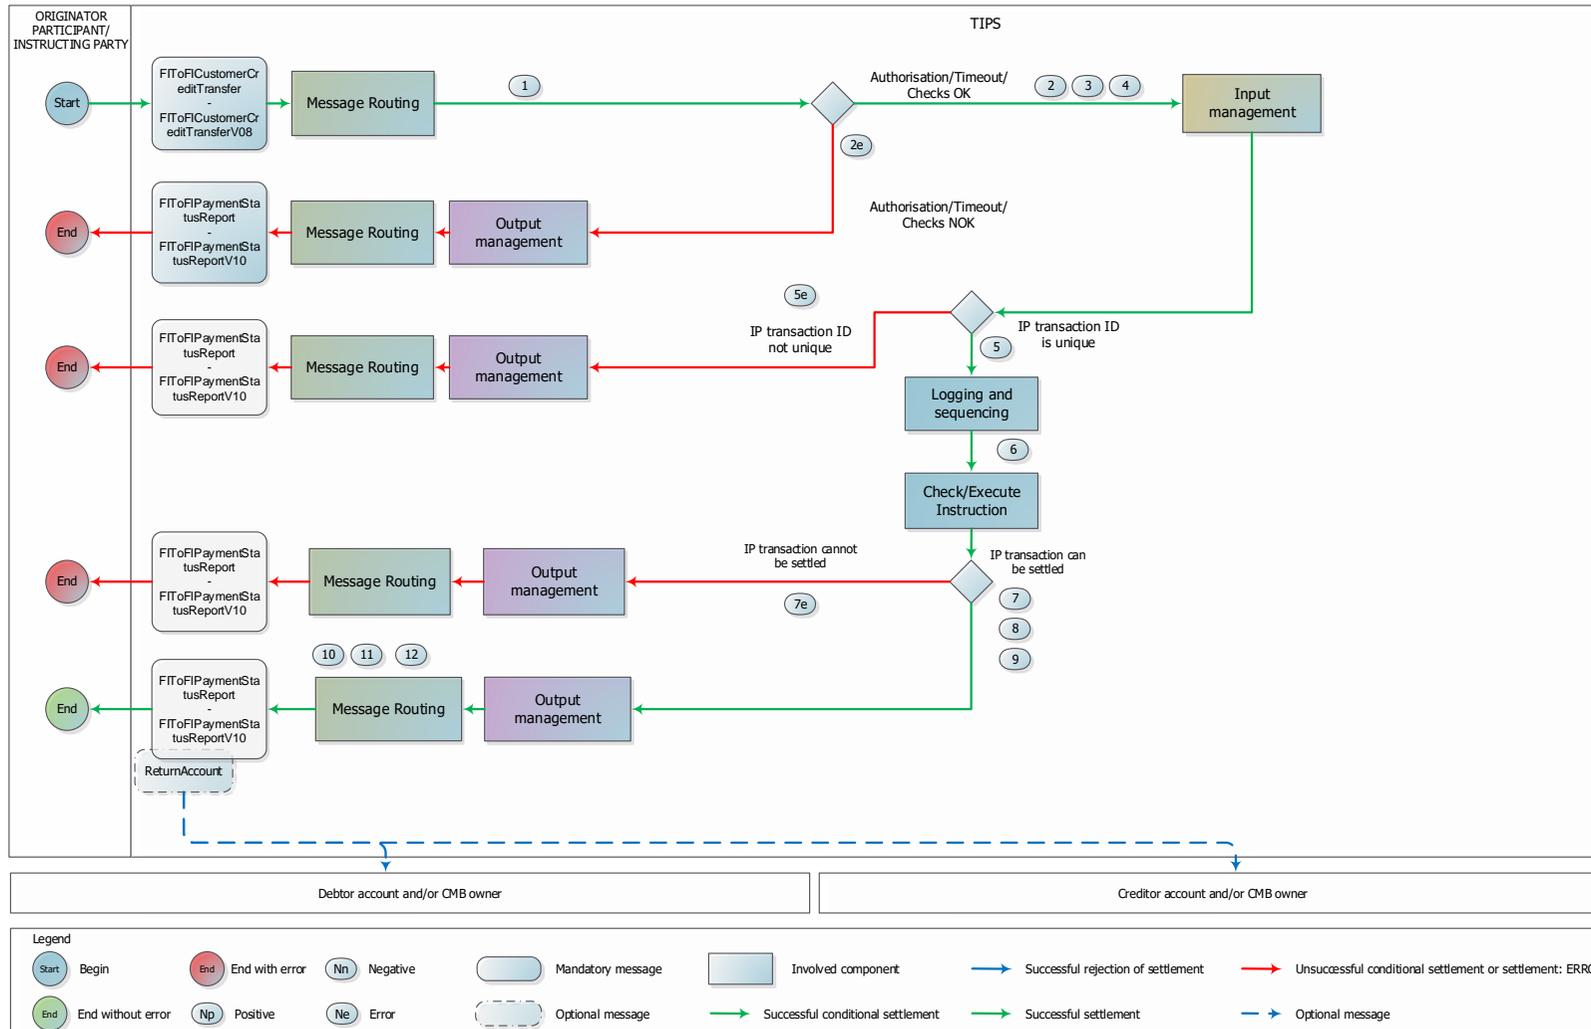 ORIGINATOR
PARTICIPANT/
INSTRUCTING PARTY
TIPS
Start
FIToFICustomerCr
editTransfer
-
FIToFICustomerCr
editTransferV08
Message Routing
1
Authorisation/Timeout/
Checks OK
2 3 4
Input
management
2e
End
FIToFIPaymentSta
tusReport
-
FIToFIPaymentSta
tusReportV10
Message Routing
Output
management
Authorisation/Timeout/
Checks NOK
5e
IP transaction ID
not unique
IP transaction ID
is unique
5
End
FIToFIPaymentSta
tusReport
-
FIToFIPaymentSta
tusReportV10
Message Routing
Output
management
Logging and
sequencing
6
Check/Execute
Instruction
End
FIToFIPaymentSta
tusReport
-
FIToFIPaymentSta
tusReportV10
Message Routing
Output
management
IP transaction cannot
be settled
7e
IP transaction can
be settled
7
8
9
10 11 12
End
FIToFIPaymentSta
tusReport
-
FIToFIPaymentSta
tusReportV10
Message Routing
Output
management
ReturnAccount
Debtor account and/or CMB owner
Creditor account and/or CMB owner
Legend
Start Begin
End End with error
Nn Negative
Mandatory message
Involved component
Successful rejection of settlement
Unsuccessful conditional settlement or settlement:
End End without error
Np Positive
Ne Error
Optional message
Successful conditional settlement
Successful settlement
Optional message